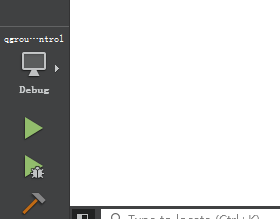 qgrou···ntrol
Debug
Type to locate (Ctrl+K)